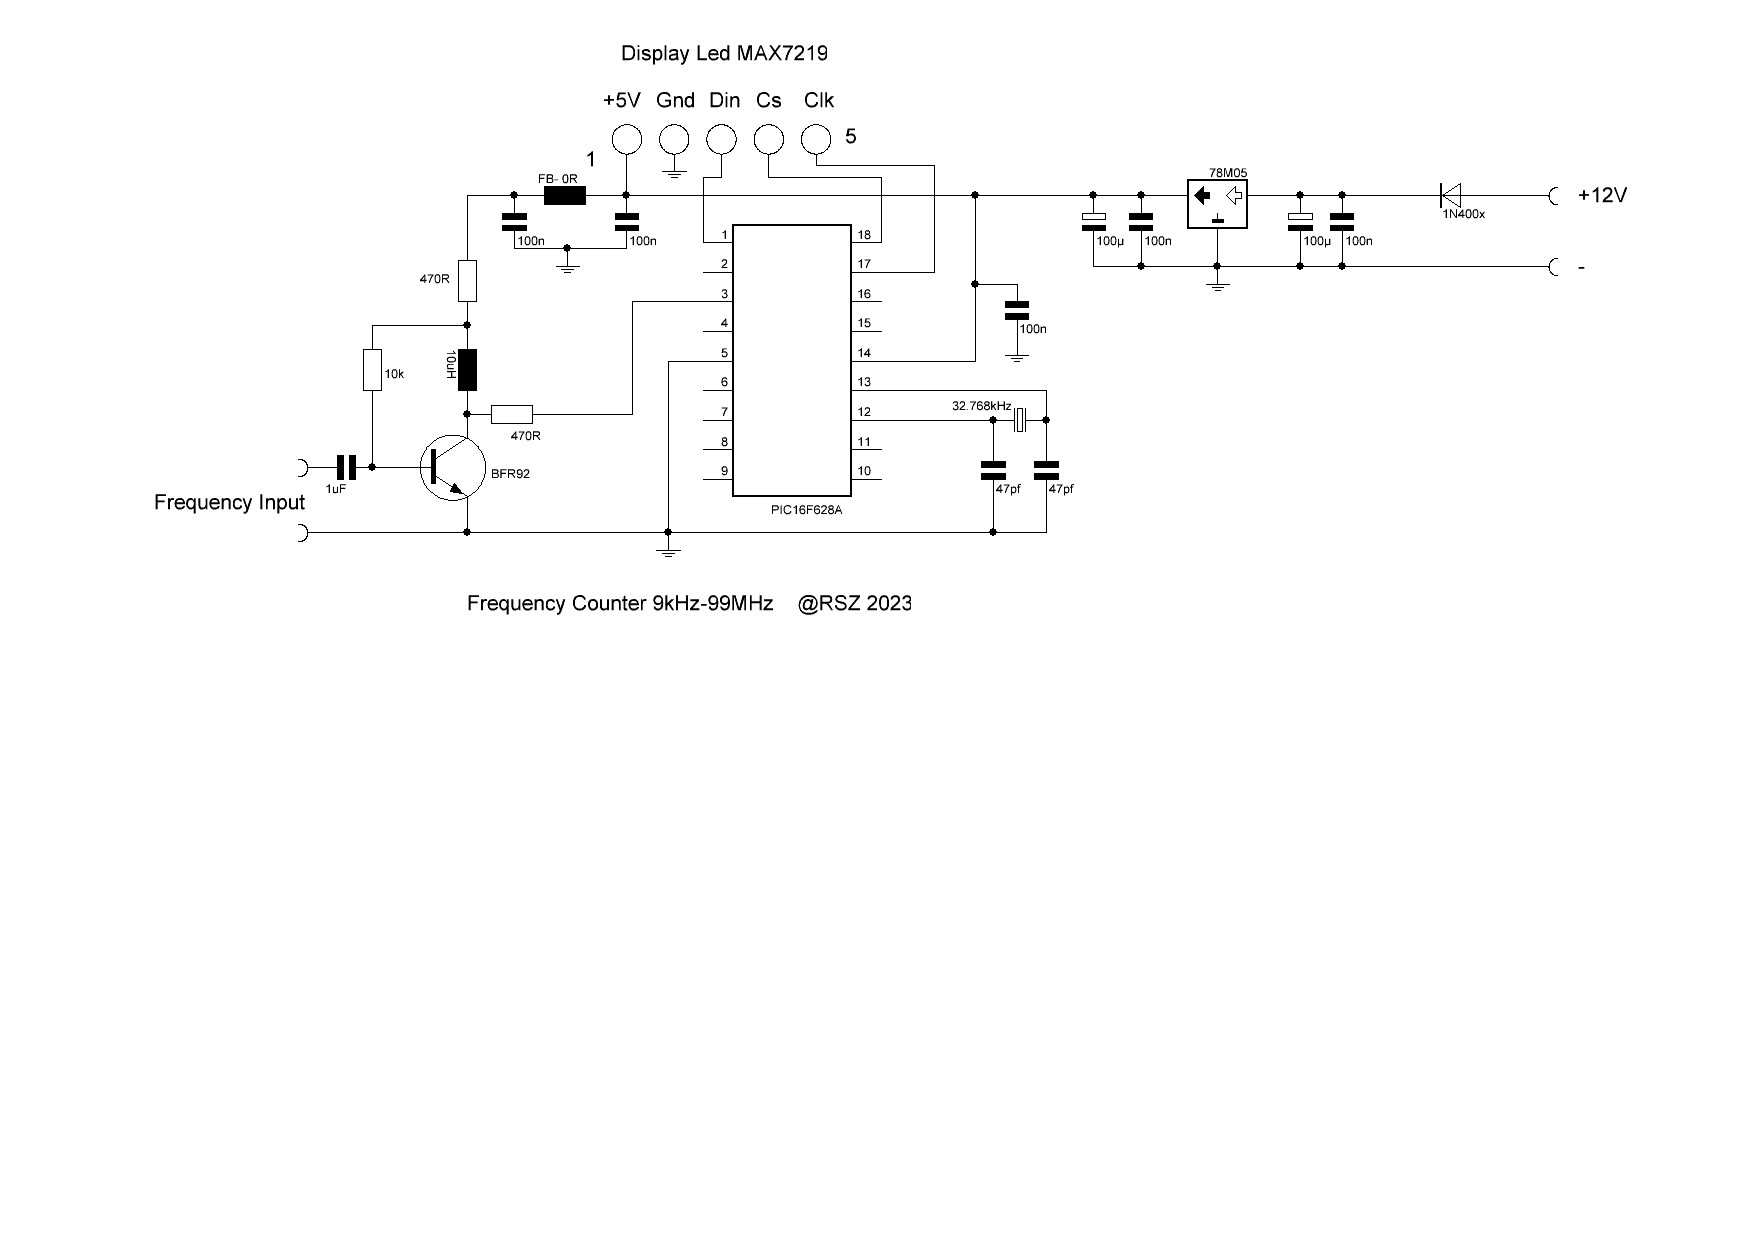 Display Led MAX7219
+5V Gnd Din Cs Clk
5
1
FB- 0R
78M05
+12V
1N400x
100n
100n
100µ
100n
100µ
100n
-
470R
1
2
3
4
5
6
7
8
9
18
17
16
15
14
13
12
11
10
100n
10k
10uH
470R
32.768kHz
BFR92
1uF
47pf
47pf
Frequency Input
PIC16F628A
Frequency Counter 9kHz-99MHz @RSZ 2023